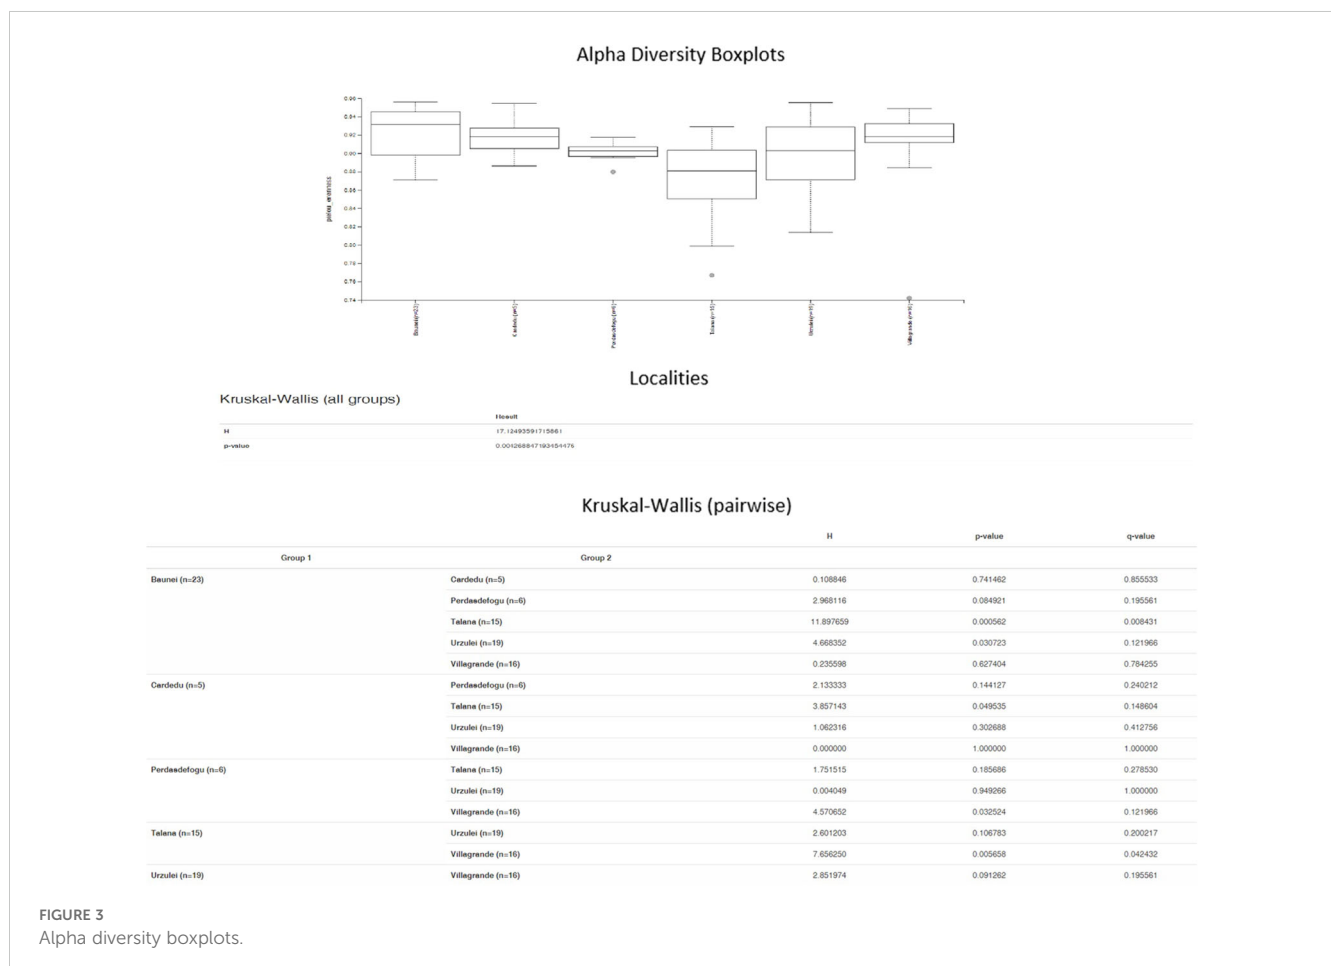 Alpha Diversity Boxplots
0.96
0.94
0.92
0.90
0.88
0.86
0.84
0.82
0.80
0.78
0.76
0.74
pielou_evenness
Localities
Kruskal-Wallis (all groups)
Result
H
p-value
Kruskal-Wallis (pairwise)
H p-value q-value
Group 1 Group 2
Baunei (n=23) Cardedu (n=5) 0.108846 0.741462 0.855533
Perdasdefogu (n=6) 2.968116 0.084921 0.195561
Talana (n=15) 11.897659 0.000562 0.008431
Urzulei (n=19) 4.668352 0.030723 0.121966
Villagrande (n=16) 0.235598 0.627404 0.784255
Cardedu (n=5) Perdasdefogu (n=6) 2.133333 0.144127 0.240212
Talana (n=15) 3.857143 0.049535 0.148604
Urzulei (n=19) 1.062316 0.302688 0.412756
Villagrande (n=16) 0.000000 1.000000 1.000000
Perdasdefogu (n=6) Talana (n=15) 1.751515 0.185686 0.278530
Urzulei (n=19) 0.004049 0.949266 1.000000
Villagrande (n=16) 4.570652 0.032524 0.121966
Talana (n=15) Urzulei (n=19) 2.601203 0.106783 0.200217
Villagrande (n=16) 7.656250 0.005658 0.042432
Urzulei (n=19) Villagrande (n=16) 2.851974 0.091262 0.195561
FIGURE 3
Alpha diversity boxplots.